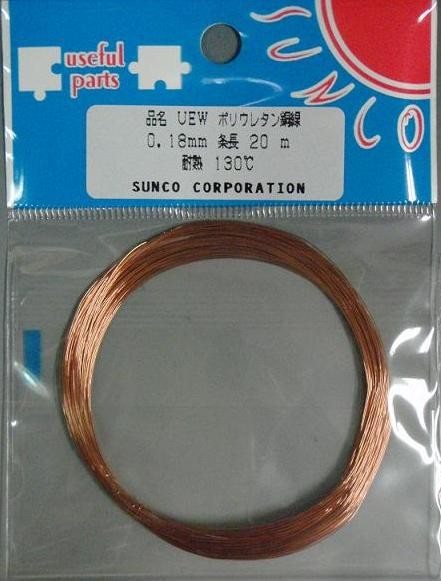 useful
parts
SUNCO
品名 UEW ポリウレタン銅線
0.18mm 条長 20 m
耐熱 130℃
SUNCO CORPORATION